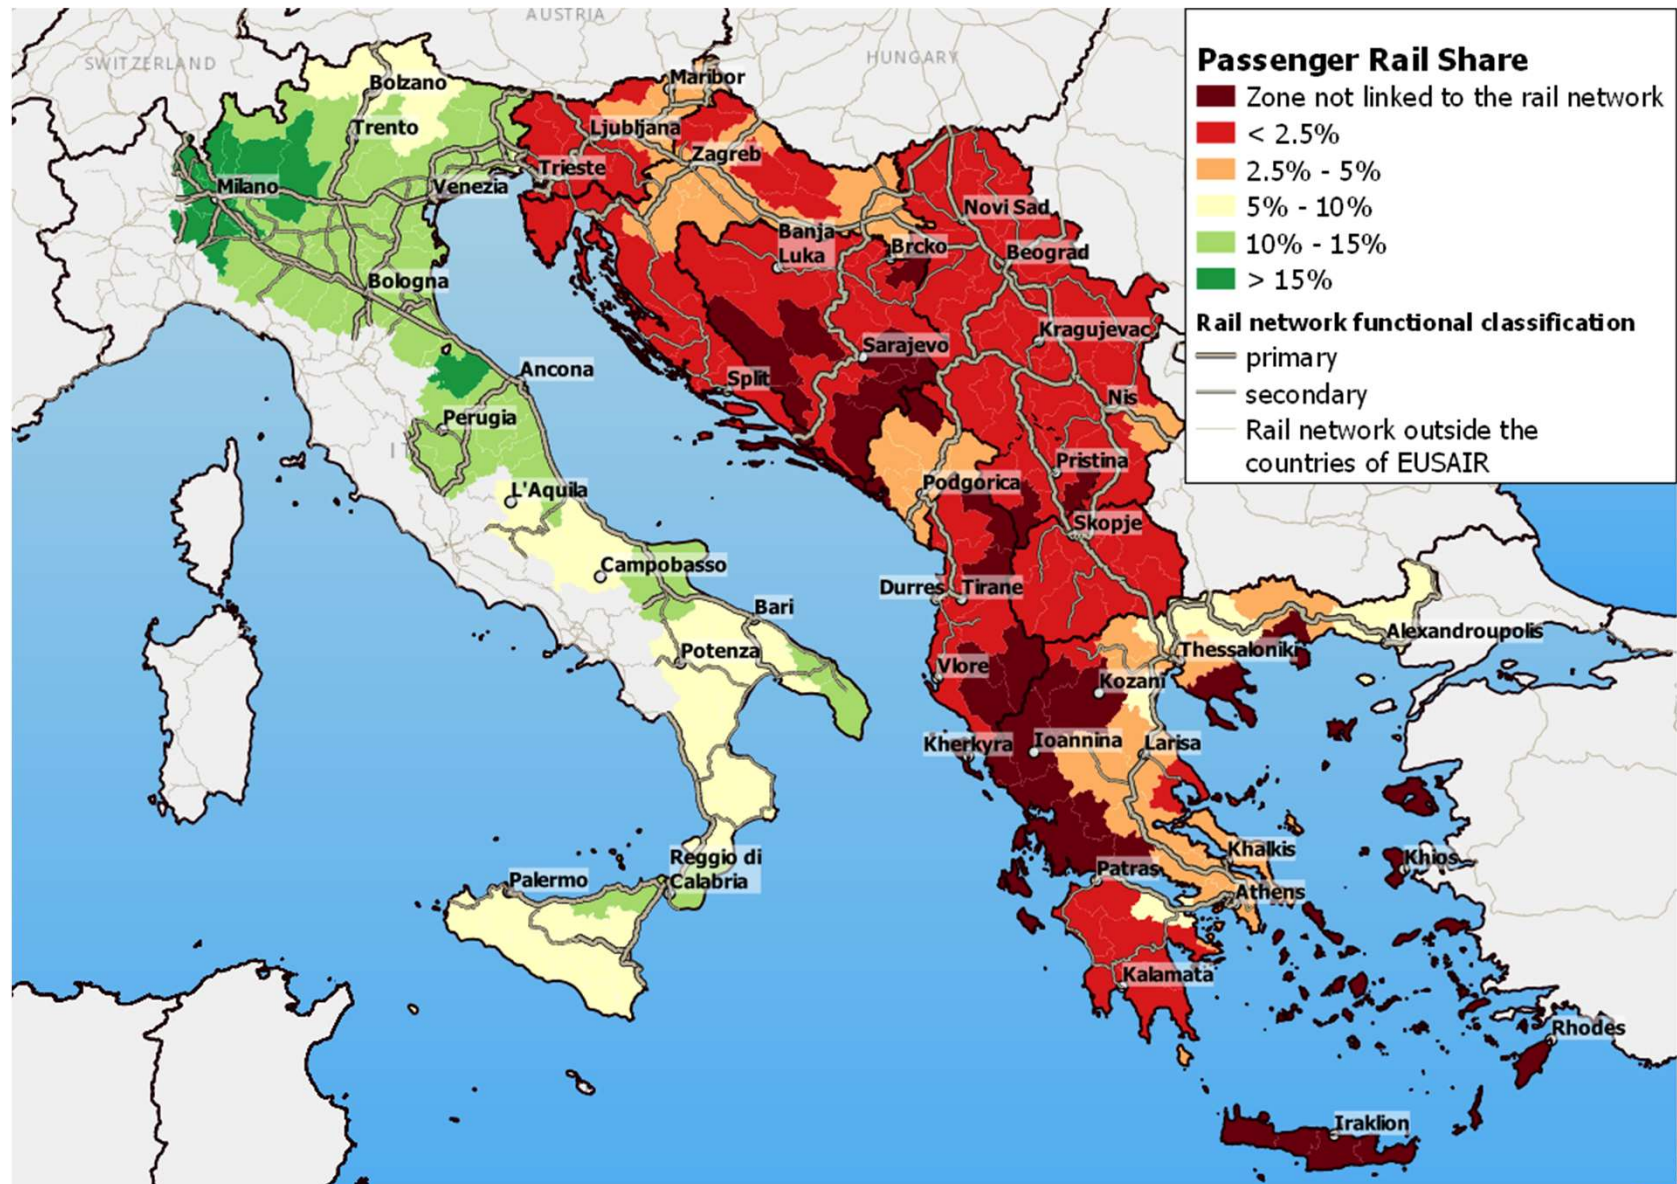 AUSTRIA
SWITZERLAND
HUNGARY
Passenger Rail Share
Zone not linked to the rail network
< 2.5%
2.5% - 5%
5% - 10%
10% - 15%
> 15%
Rail network functional classification
primary
secondary
Rail network outside the
countries of EUSAIR
Bolzano
Maribor
Trento
Ljubljana
Zagreb
Trieste
Milano
Venezia
Novi Sad
Banja
Luka
Brcko
Beograd
Bologna
Kragujevac
Sarajevo
Ancona
Split
Nis
Perugia
IT
Pristina
L'Aquila
Podgorica
Skopje
Campobasso
Durres
Tirane
Bari
Alexandroupolis
Potenza
Thessaloniki
Vlore
Kozani
Kherkyra
Ioannina
Larisa
Reggio di
Calabria
Khalkis
Khios
Palermo
Patras
Athens
Kalamata
Rhodes
Iraklion